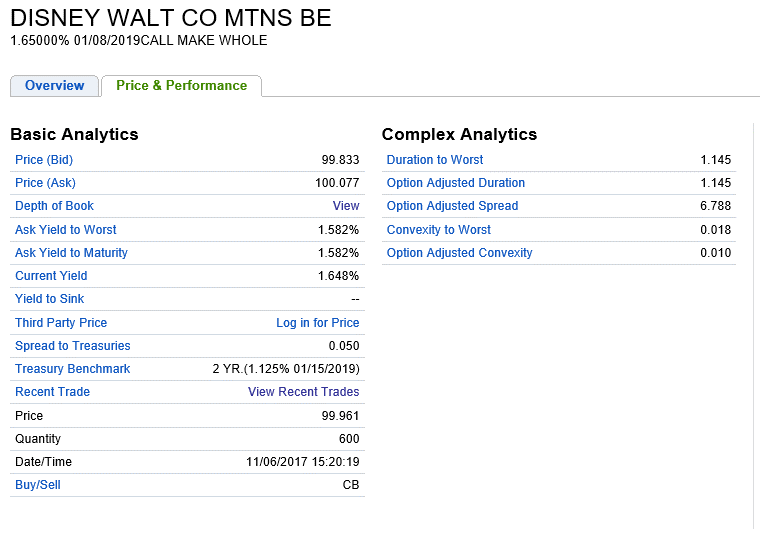 DISNEY WALT CO MTNS BE
1.65000% 01/08/2019CALL MAKE WHOLE
Overview
Price & Performance
Basic Analytics
Price (Bid) 99.833
Price (Ask) 100.077
Depth of Book View
Ask Yield to Worst 1.582%
Ask Yield to Maturity 1.582%
Current Yield 1.648%
Yield to Sink --
Third Party Price Log in for Price
Spread to Treasuries 0.050
Treasury Benchmark 2 YR.(1.125% 01/15/2019)
Recent Trade View Recent Trades
Price 99.961
Quantity 600
Date/Time 11/06/2017 15:20:19
Buy/Sell CB
Complex Analytics
Duration to Worst 1.145
Option Adjusted Duration 1.145
Option Adjusted Spread 6.788
Convexity to Worst 0.018
Option Adjusted Convexity 0.010